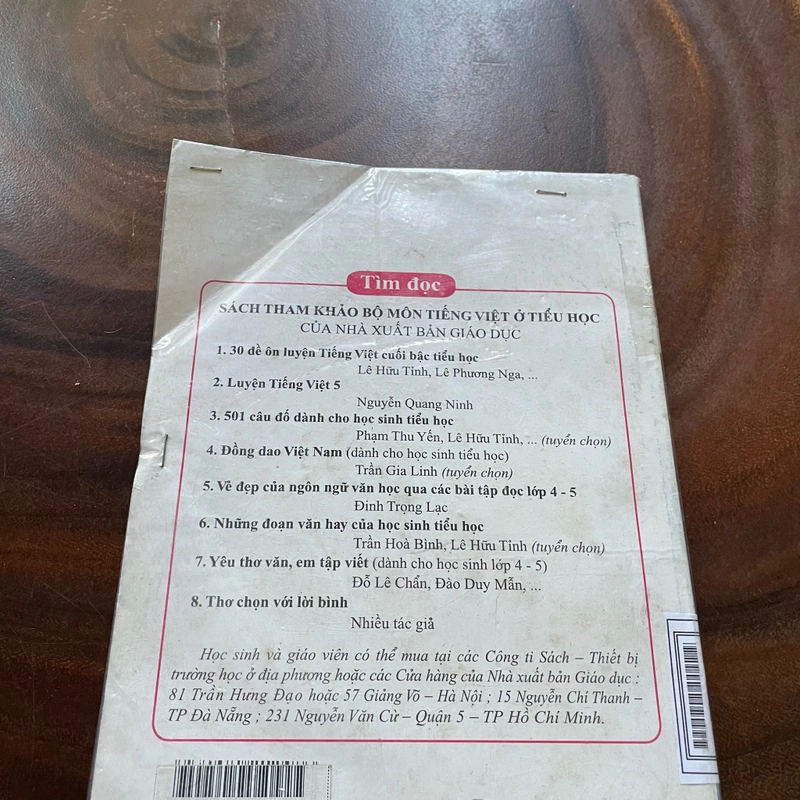 Tìm đọc
SÁCH THAM KHẢO BỘ MÔN TIẾNG VIỆT Ở TIỂU HỌC
CỦA NHÀ XUẤT BẢN GIÁO DỤC
1. 30 đề ôn luyện Tiếng Việt cuối bậc tiểu học
Lê Hữu Tỉnh, Lê Phương Nga, ...
2. Luyện Tiếng Việt 5
Nguyễn Quang Ninh
3. 501 câu đố dành cho học sinh tiểu học
Phạm Thu Yến, Lê Hữu Tỉnh, ... (tuyển chọn)
4. Đồng dao Việt Nam (dành cho học sinh tiểu học)
Trần Gia Linh (tuyển chọn)
5. Vẻ đẹp của ngôn ngữ văn học qua các bài tập đọc lớp 4 - 5
Đinh Trọng Lạc
6. Những đoạn văn hay của học sinh tiểu học
Trần Hoà Bình, Lê Hữu Tỉnh (tuyển chọn)
7. Yêu thơ văn, em tập viết (dành cho học sinh lớp 4 - 5)
Đỗ Lê Chẩn, Đào Duy Mẫn, ...
8. Thơ chọn với lời bình
Nhiều tác giả
Học sinh và giáo viên có thể mua tại các Công ti Sách – Thiết bị
trường học ở địa phương hoặc các Cửa hàng của Nhà xuất bản Giáo dục :
81 Trần Hưng Đạo hoặc 57 Giảng Võ – Hà Nội ; 15 Nguyễn Chí Thanh –
TP Đà Nẵng ; 231 Nguyễn Văn Cừ – Quận 5 – TP Hồ Chí Minh.